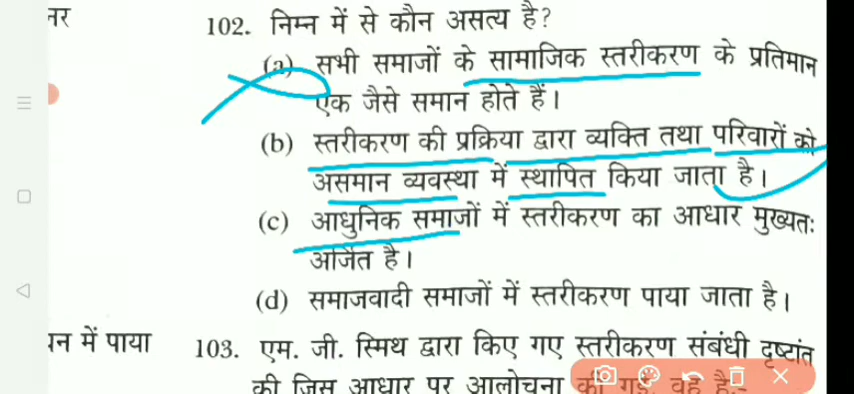 नर
102. निम्न में से कौन असत्य है?
(a) सभी समाजों के सामाजिक स्तरीकरण के प्रतिमान
एक जैसे समान होते हैं।
(b) स्तरीकरण की प्रक्रिया द्वारा व्यक्ति तथा परिवारों को
असमान व्यवस्था में स्थापित किया जाता है।
(c) आधुनिक समाजों में स्तरीकरण का आधार मुख्यतः
अर्जित है।
(d) समाजवादी समाजों में स्तरीकरण पाया जाता है।
में पाया
103. एम. जी. स्मिथ द्वारा किए गए स्तरीकरण संबंधी दृष्टांत
की जिस आधार पर आलोचना की गई वह है-